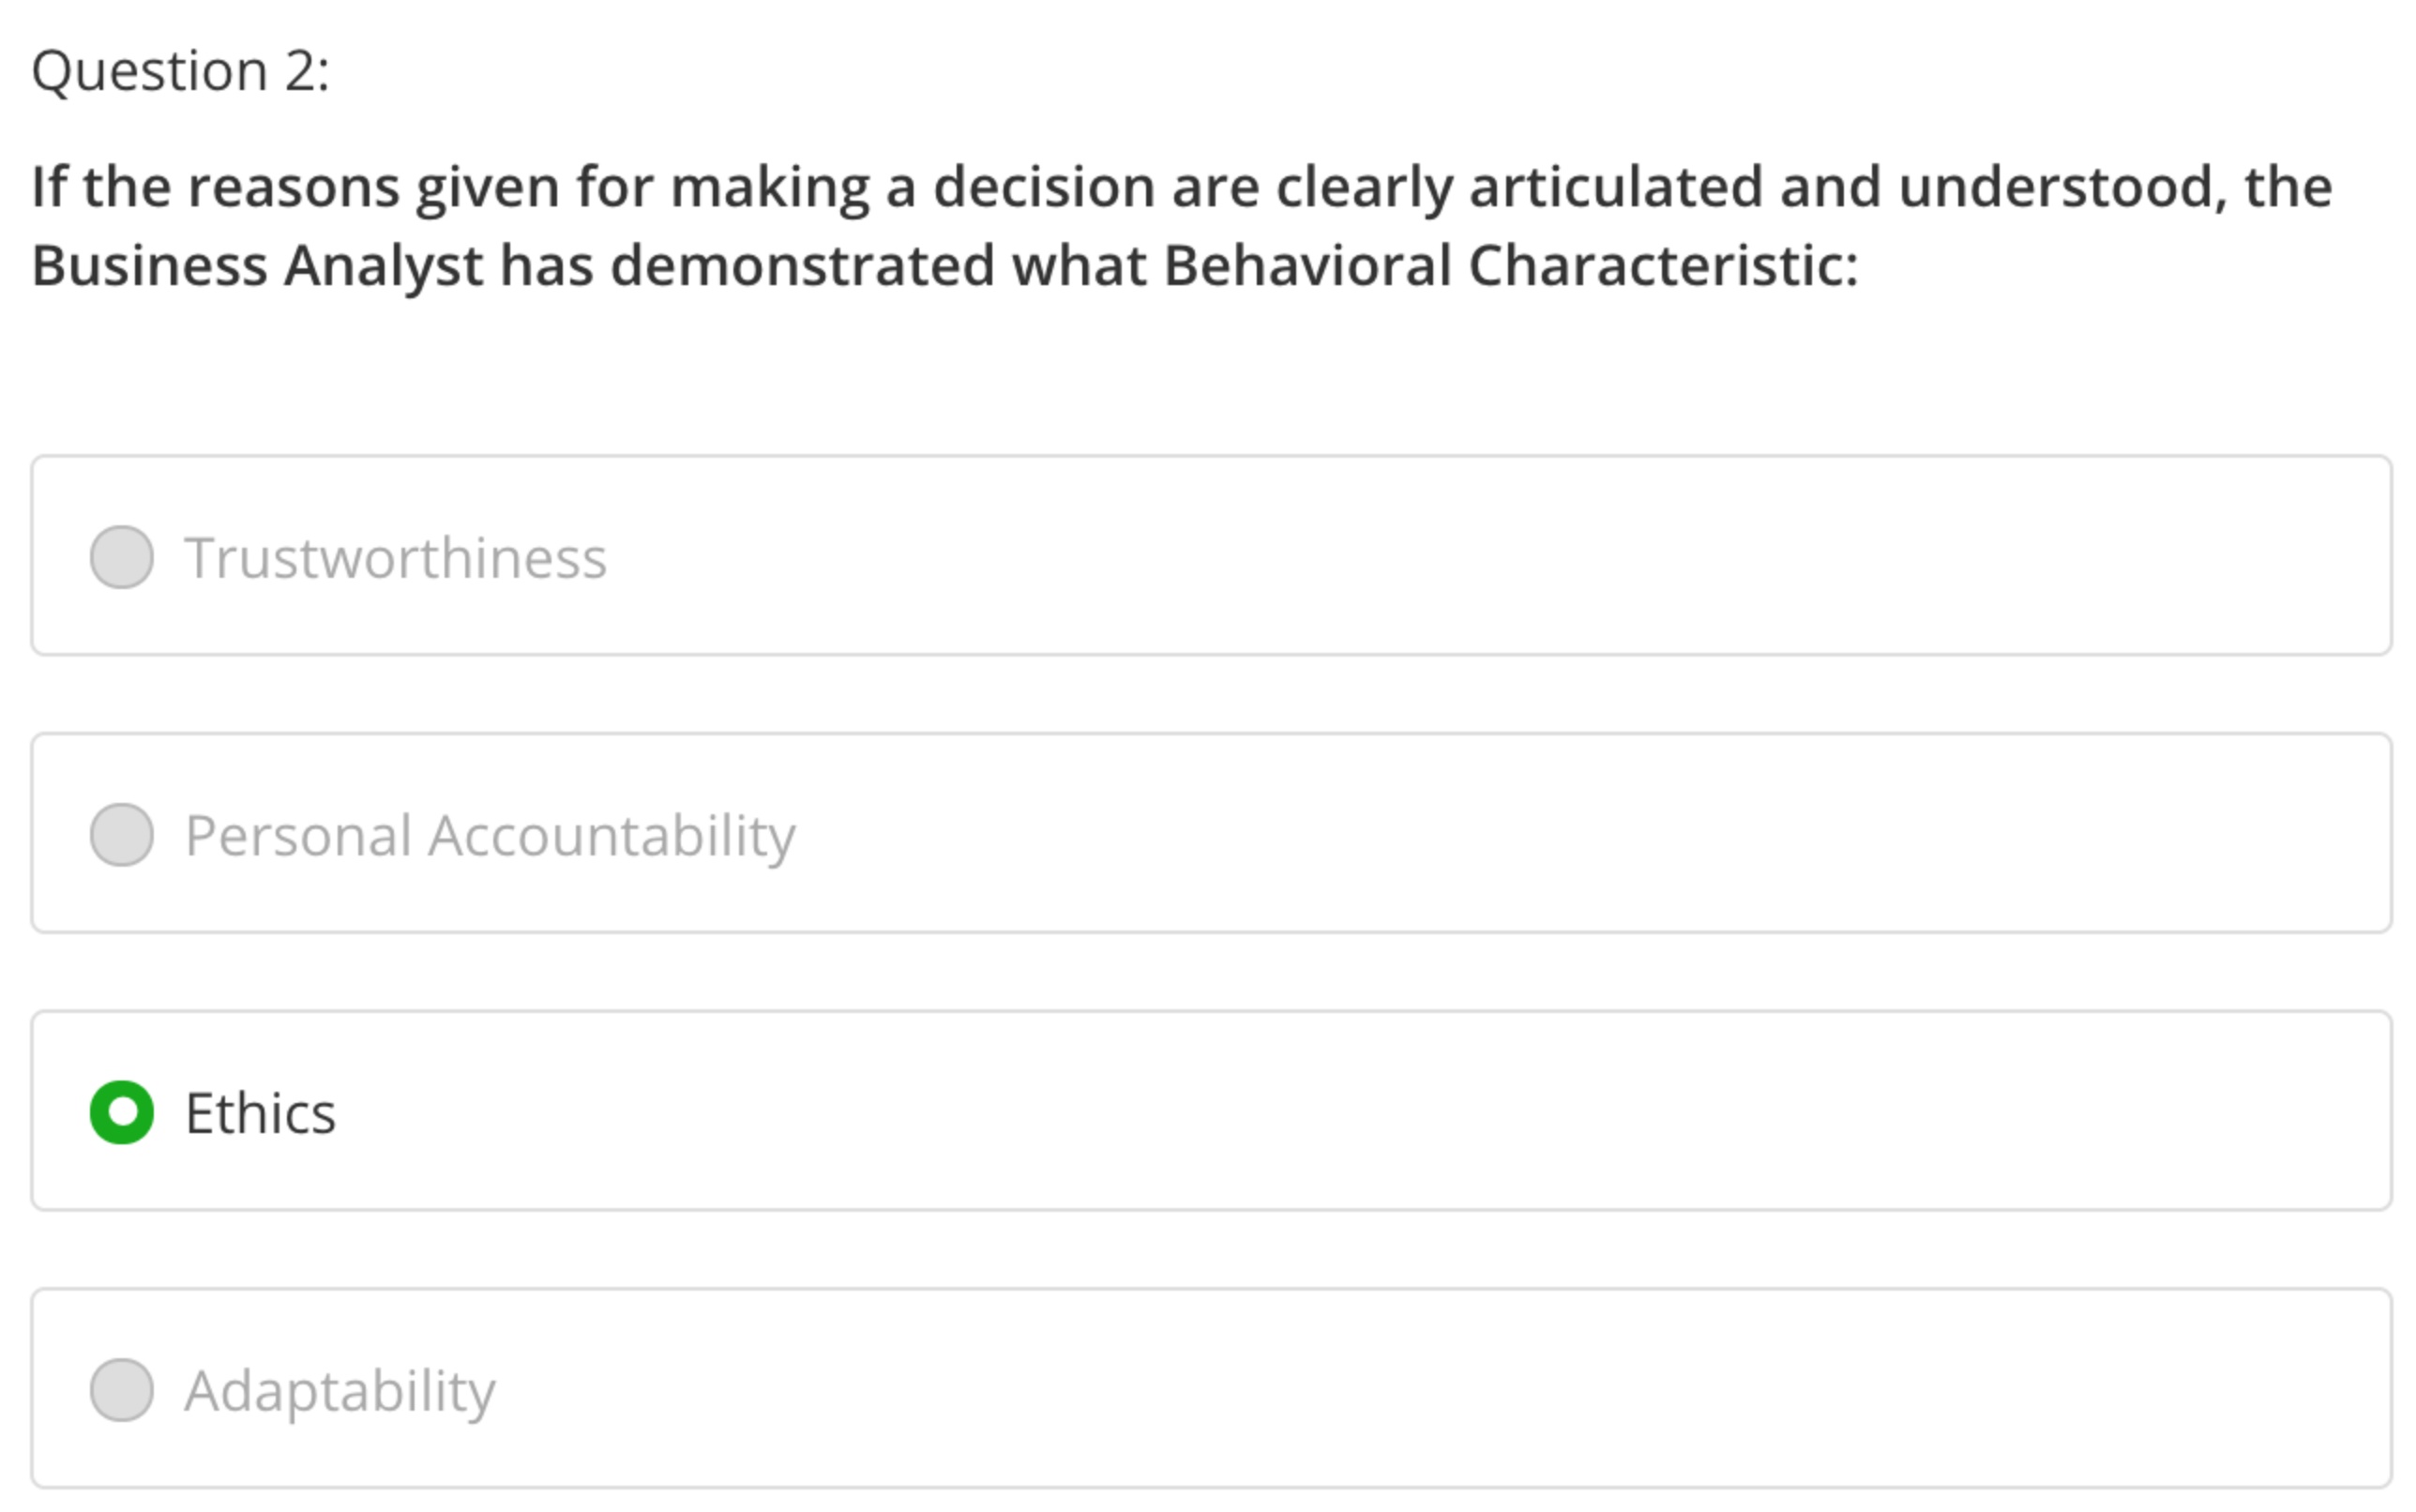 Question 2:
If the reasons given for making a decision are clearly articulated and understood, the
Business Analyst has demonstrated what Behavioral Characteristic:
Trustworthiness
Personal Accountability
Ethics
Adaptability